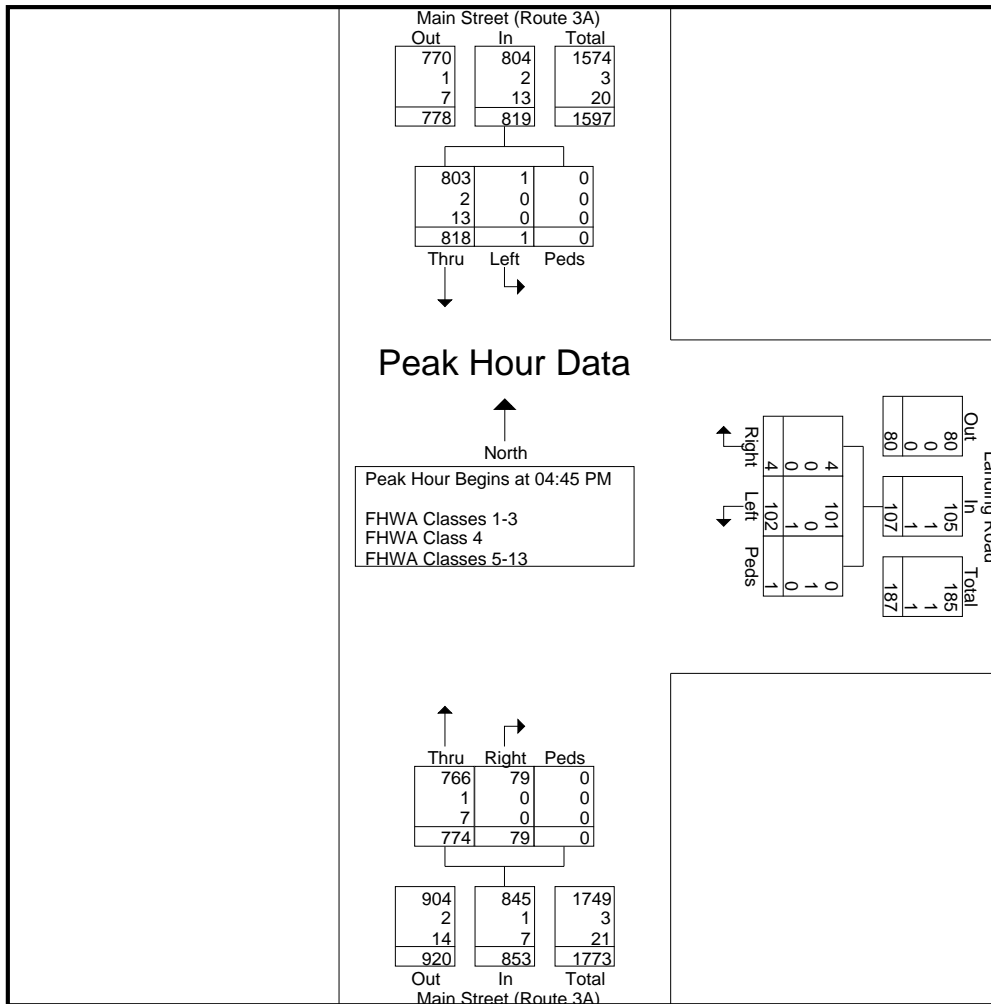 Main Street (Route 3A)
Out In Total
770 804 1574
1 2 3
7 13 20
778 819 1597
803 1 0
2 0 0
13 0 0
818 1 0
Thru Left Peds
Peak Hour Data
North
Peak Hour Begins at 04:45 PM
FHWA Classes 1-3
FHWA Class 4
FHWA Classes 5-13
Landing Road
Out In Total
80 105 185
0 1 1
0 1 1
80 107 187
4 101 0
0 0 1
0 1 0
4 102 1
Right Left Peds
Thru Right Peds
766 79 0
1 0 0
7 0 0
774 79 0
904 845 1749
2 1 3
14 7 21
920 853 1773
Out In Total
Main Street (Route 3A)